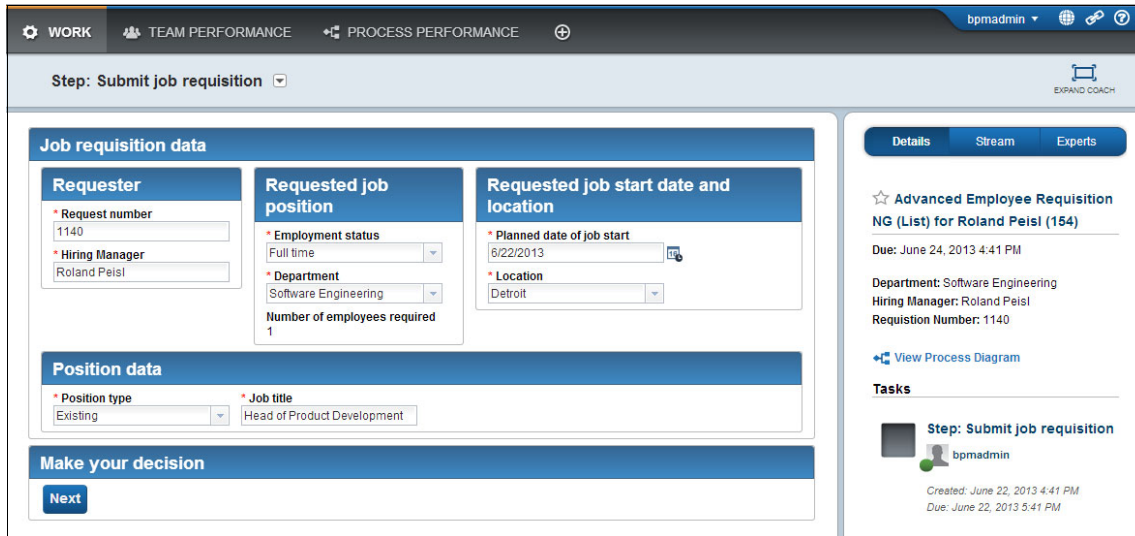 WORK TEAM PERFORMANCE PROCESS PERFORMANCE
bpmadmin
Step: Submit job requisition
EXPAND COACH
Job requisition data
Requester
* Request number
1140
* Hiring Manager
Roland Peisl
Requested job
position
* Employment status
Full time
* Department
Software Engineering
Number of employees required
1
Requested job start date and
location
* Planned date of job start
6/22/2013
* Location
Detroit
Position data
* Position type
Existing
* Job title
Head of Product Development
Make your decision
Next
Details Stream Experts
Advanced Employee Requisition
NG (List) for Roland Peisl (154)
Due: June 24, 2013 4:41 PM
Department: Software Engineering
Hiring Manager: Roland Peisl
Requistion Number: 1140
View Process Diagram
Tasks
Step: Submit job requisition
bpmadmin
Created: June 22, 2013 4:41 PM
Due: June 22, 2013 5:41 PM